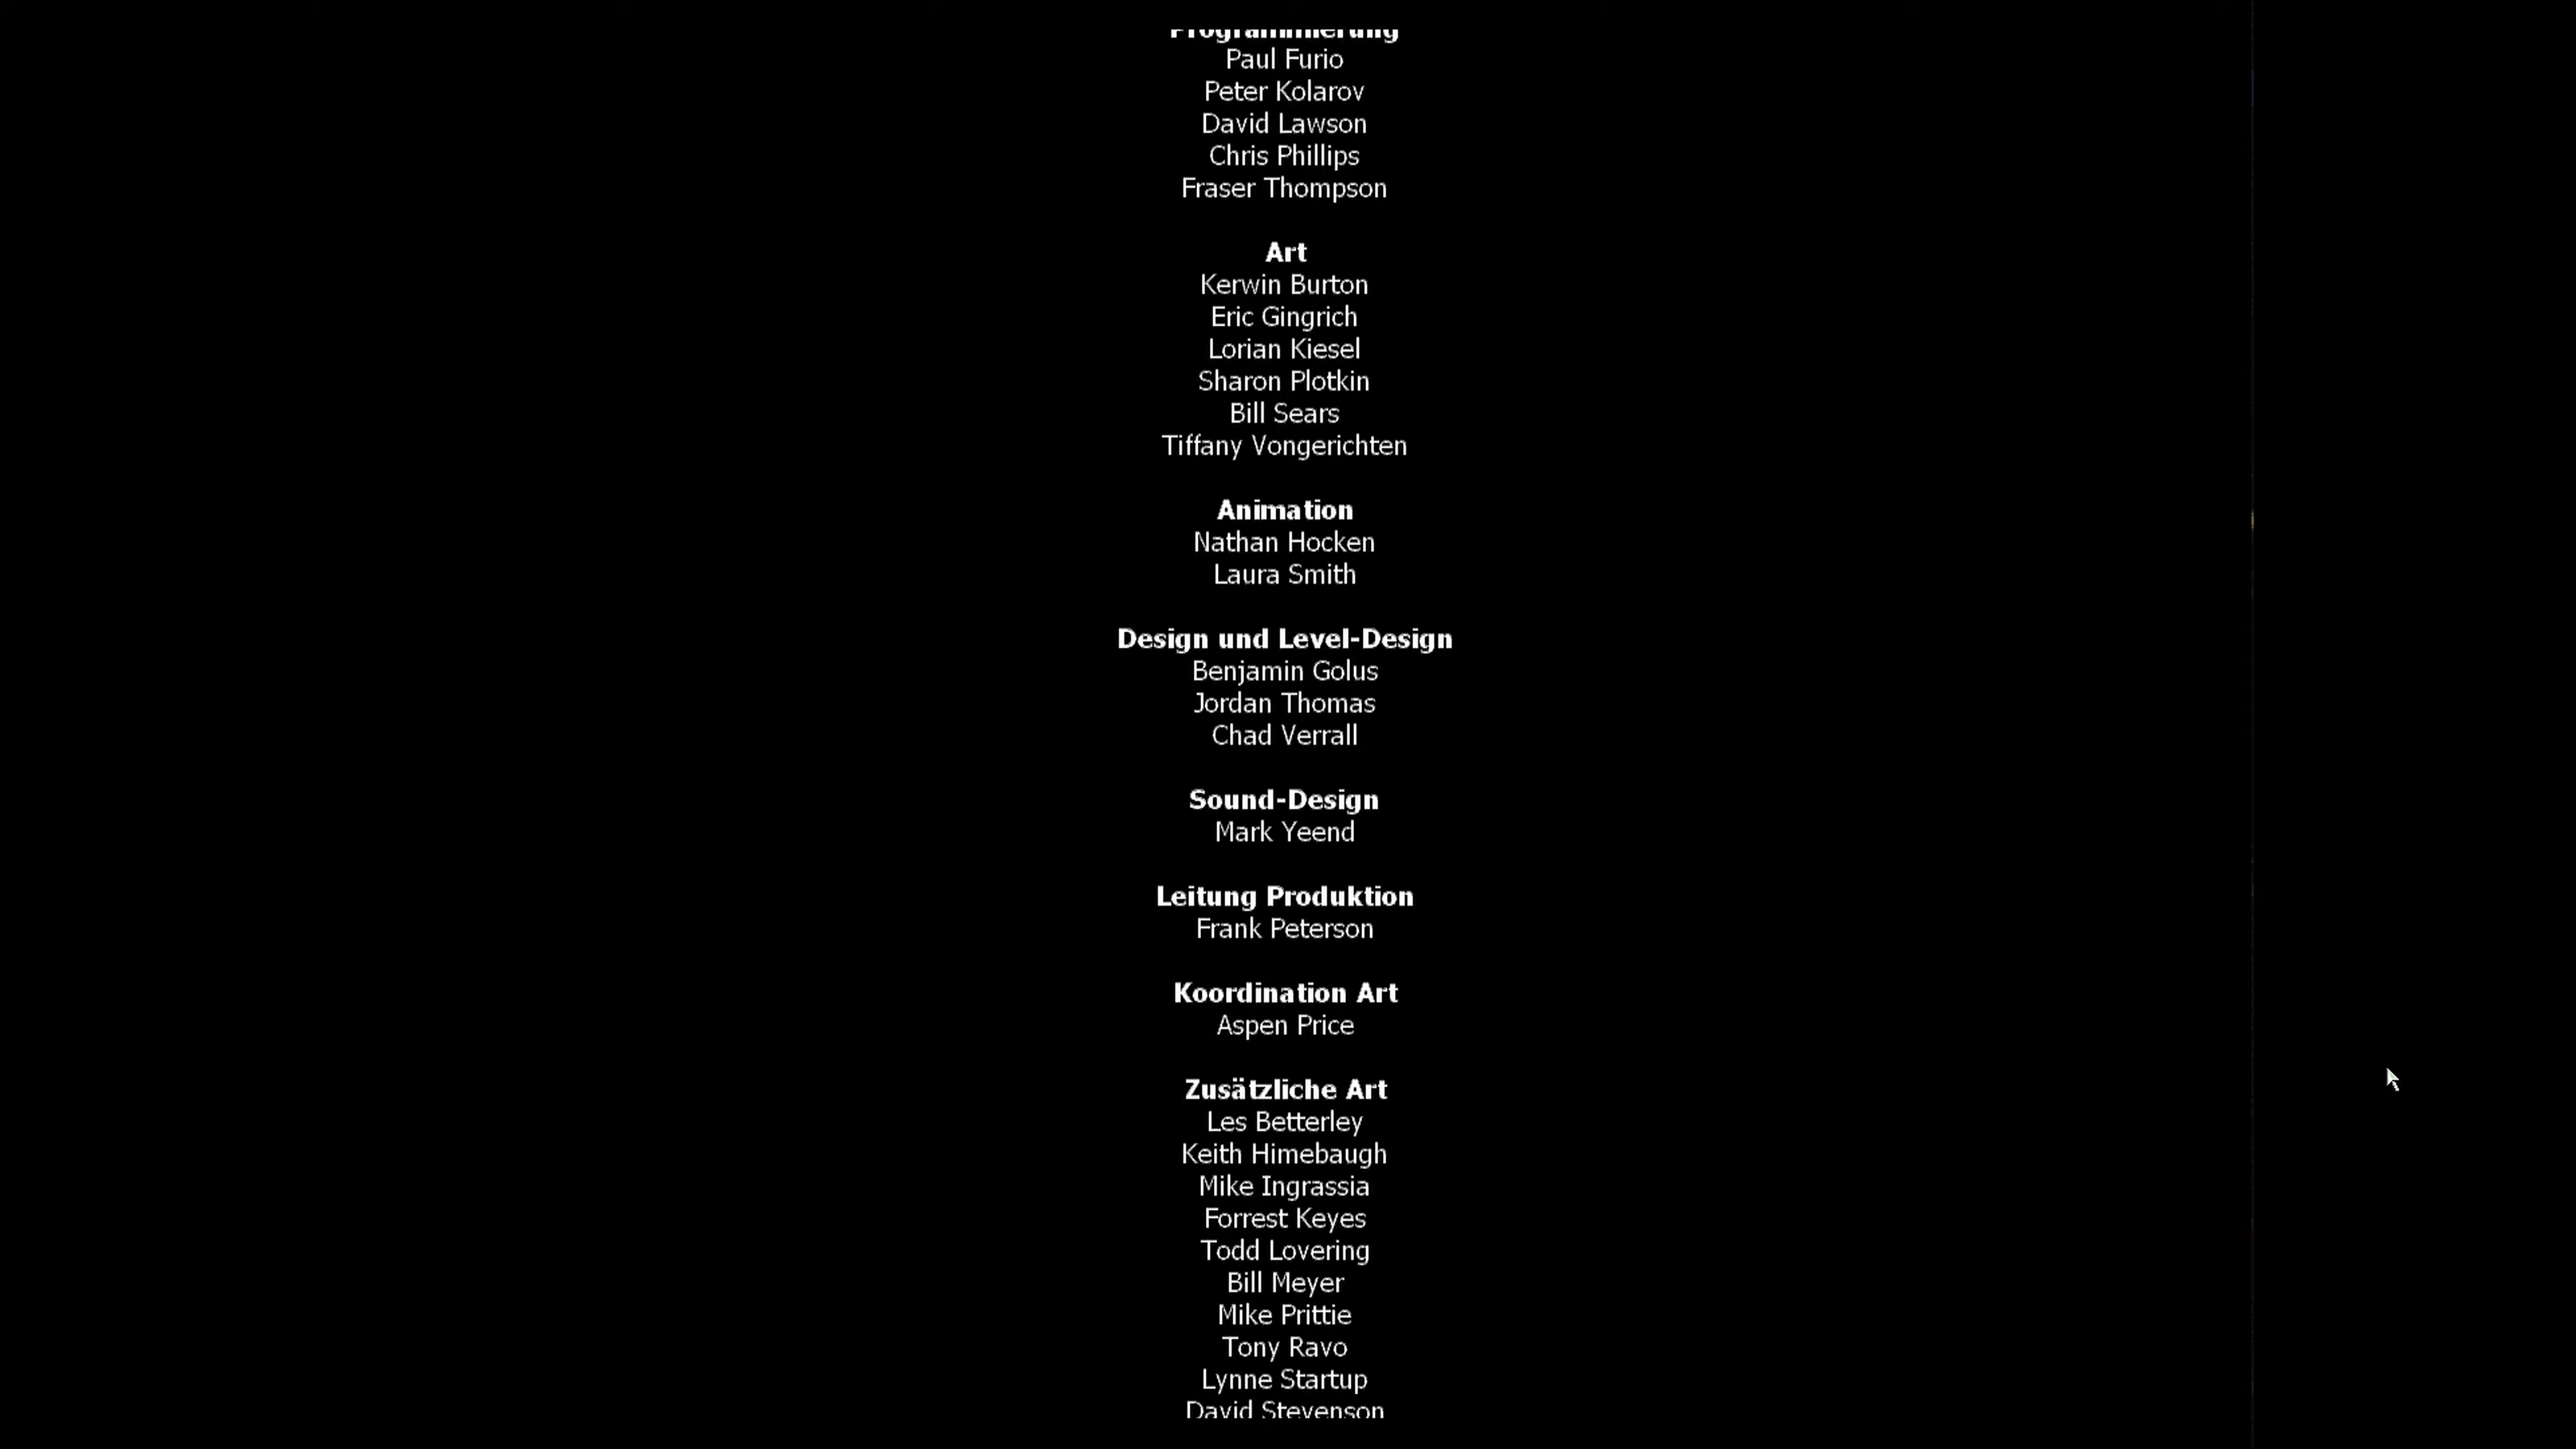 Programmierung
Paul Furio
Peter Kolarov
David Lawson
Chris Phillips
Fraser Thompson
Art
Kerwin Burton
Eric Gingrich
Lorian Kiesel
Sharon Plotkin
Bill Sears
Tiffany Vongerichten
Animation
Nathan Hocken
Laura Smith
Design und Level-Design
Benjamin Golus
Jordan Thomas
Chad Verrall
Sound-Design
Mark Yeend
Leitung Produktion
Frank Peterson
Koordination Art
Aspen Price
Zusätzliche Art
Les Betterley
Keith Himebaugh
Mike Ingrassia
Forrest Keyes
Todd Lovering
Bill Meyer
Mike Prittie
Tony Ravo
Lynne Startup
David Stevenson